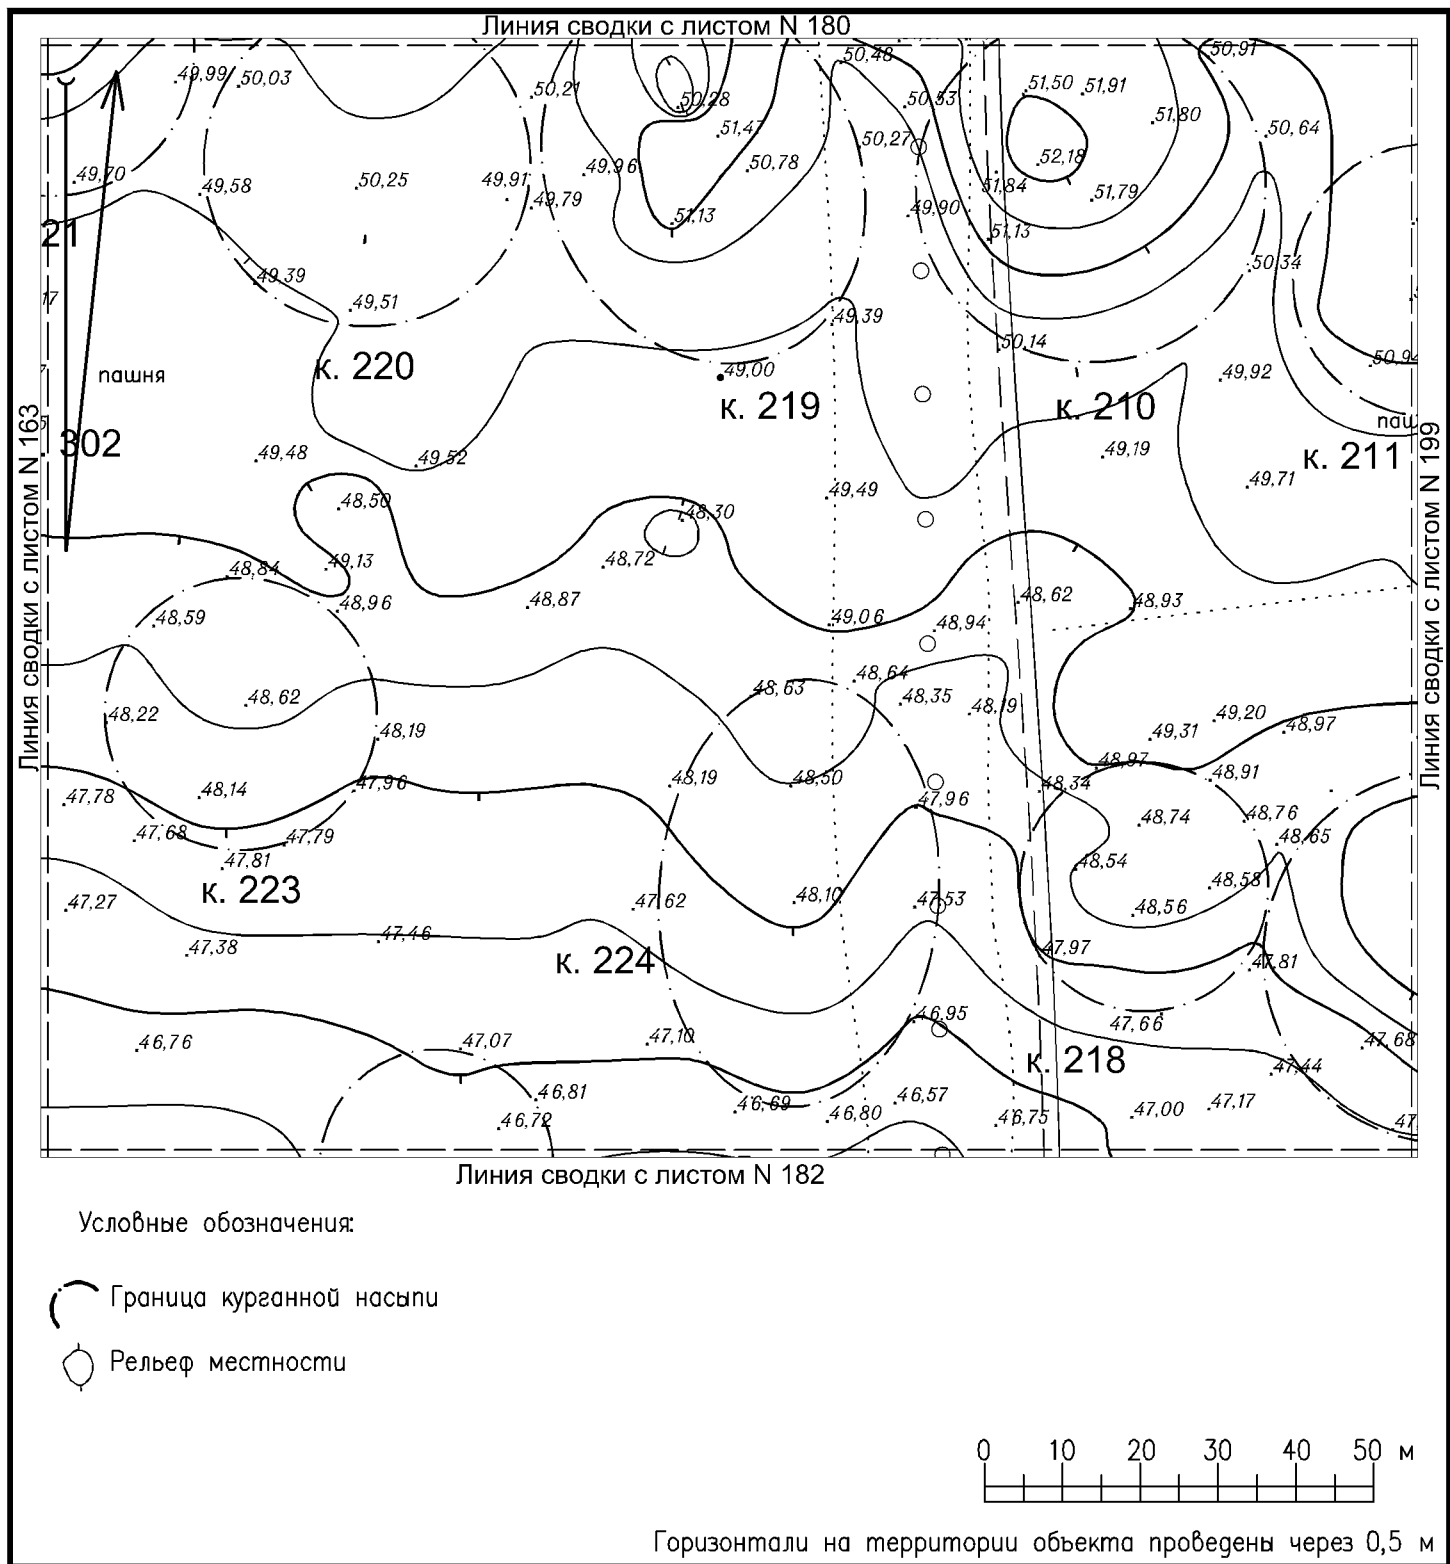 Линия сводки с листом N 180
50,91
50,48
49,99 50,03
50,21 51,50 51,91
50,28 50,53
51,80
51,47 50,64
50,27
50,78
52,18
49,96
49,70 50,25 49,91
49,58 51,84 51,79
49,79 49,90
51,13
21 51,13
50,34
49,39
17 49,51
49,39
50,14
к. 220 49,00 49,92
пашня
к. 219 к. 210
302 49,19 к. 211
49,48 49,52
49,71
49,49
48,50
48,30
49,13 48,72
48,84
48,96 48,87 48,62 48,93
48,59 49,06 48,94
48,64
48,62 48,63 48,35
48,22 48,19 49,20
48,19 49,31 48,97
48,97
48,14 47,96 48,19 48,50 48,34 48,91
47,78 47,96
48,74 48,76
47,68 47,79 48,65
47,81 48,54
к. 223 48,58
47,27 47,62 48,10 47,53 48,56
47,38 47,46
47,97
к. 224 47,81
46,95
47,66
46,76 47,07 47,10 47,68
к. 218 47,44
46,81 46,57
46,72 46,69 46,80 46,75 47,00 47,17
Линия сводки с листом N 163
Линия сводки с листом N 199
Линия сводки с листом N 182
Условные обозначения:
Граница курганной насыпи
Рельеф местности
0 10 20 30 40 50 м
Горизонтали на территории объекта проведены через 0,5 м